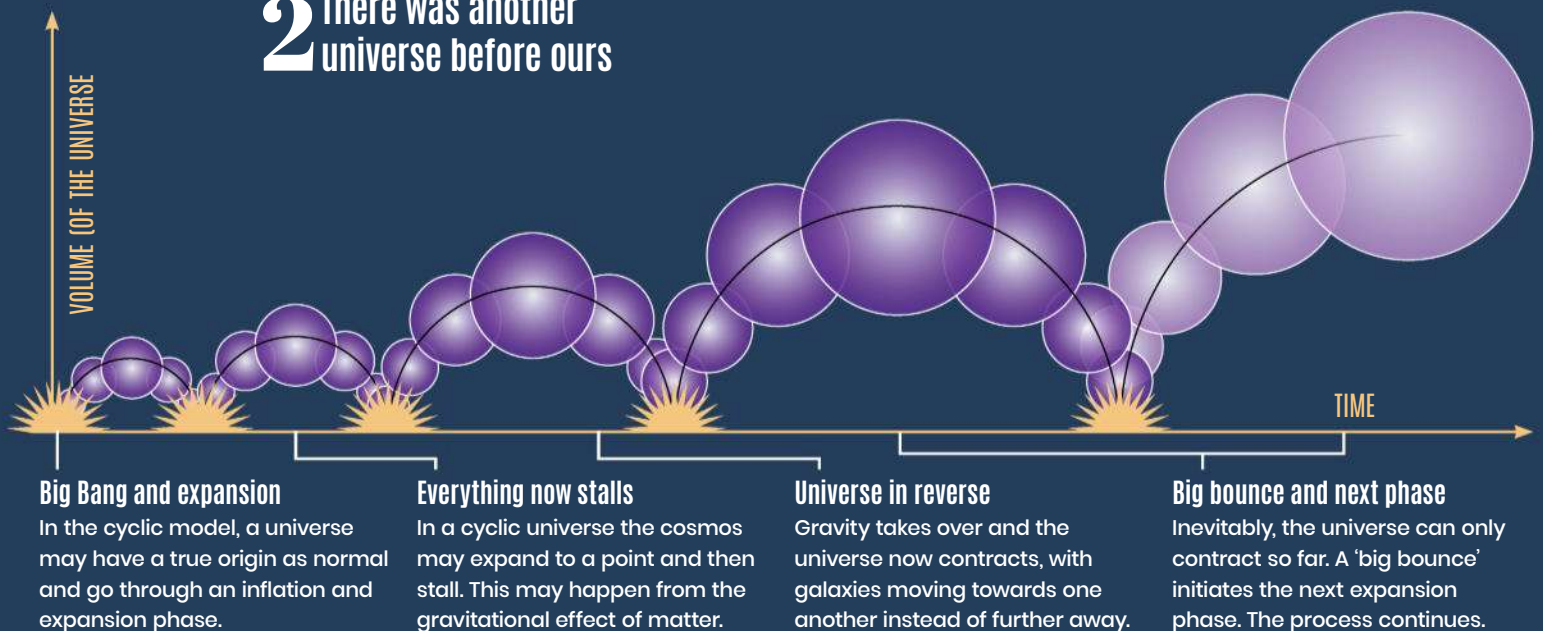 2 There was another
universe before ours
VOLUME (OF THE UNIVERSE
TIME
Big Bang and expansion
In the cyclic model, a universe
may have a true origin as normal
and go through an inflation and
expansion phase.
Everything now stalls
In a cyclic universe the cosmos
may expand to a point and then
stall. This may happen from the
gravitational effect of matter.
Universe in reverse
Gravity takes over and the
universe now contracts, with
galaxies moving towards one
another instead of further away.
Big bounce and next phase
Inevitably, the universe can only
contract so far. A ‘big bounce’
initiates the next expansion
phase. The process continues.